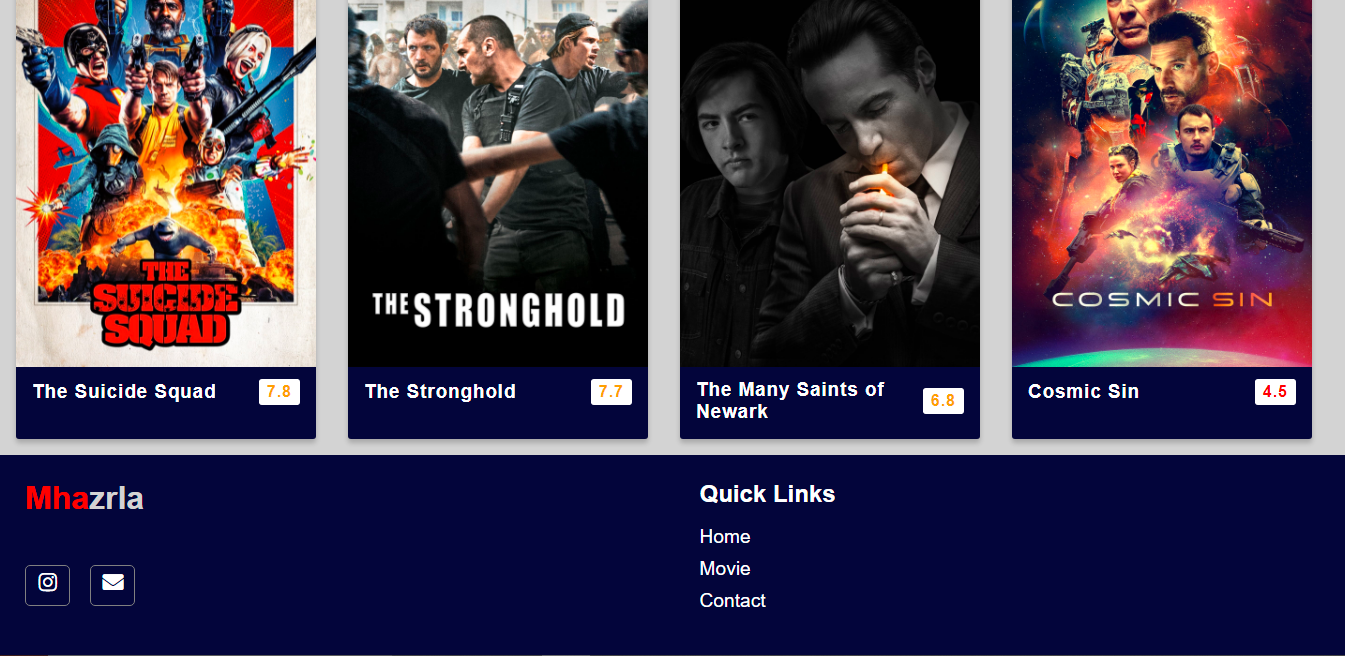 THE
SUICIDE
SQUAD
THE STRONGHOLD
COSMIC SIN
The Suicide Squad
7.8
The Stronghold
7.7
The Many Saints of
Newark
6.8
Cosmic Sin
4.5
Mhazrla
Quick Links
Home
Movie
Contact